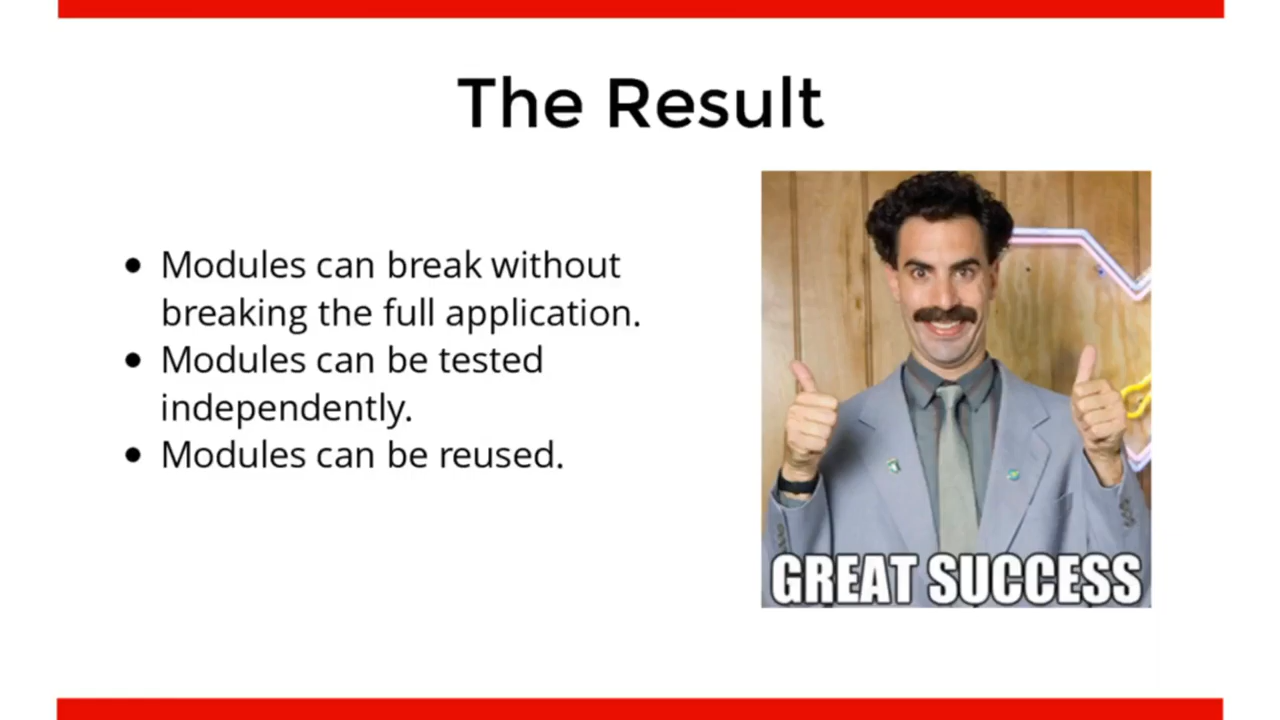 The Result
Modules can break without
breaking the full application.
Modules can be tested
independently.
Modules can be reused.
GREAT SUCCESS